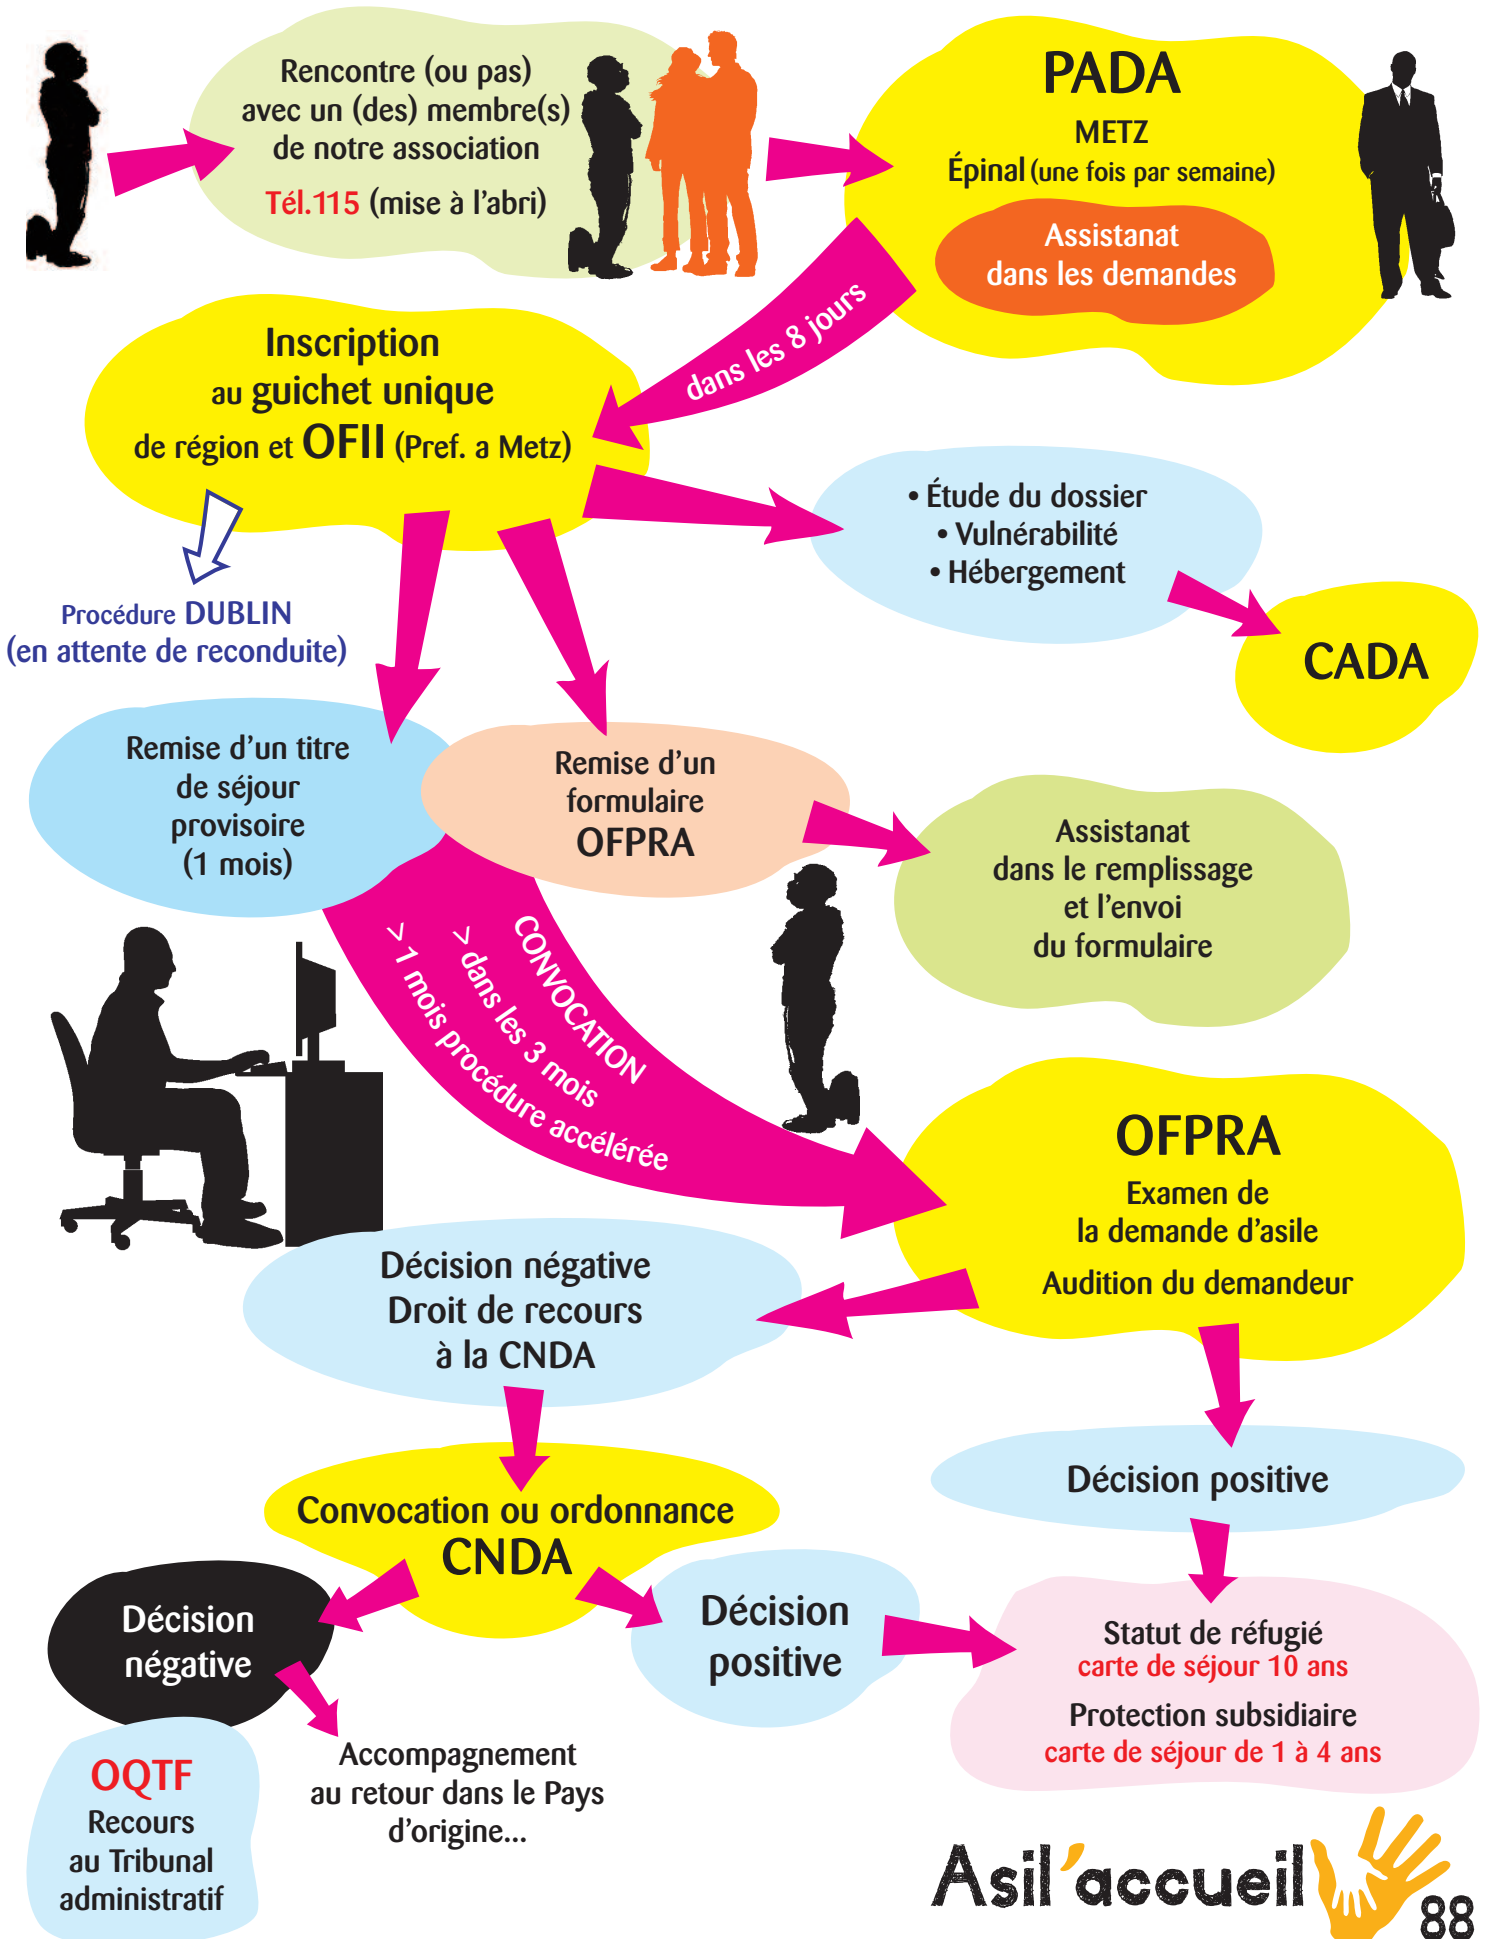 Rencontre (ou pas)
avec un (des) membre(s)
de notre association
Tél.115 (mise à l'abri)
PADA
METZ
Épinal (une fois par semaine)
Assistanat
dans les demandes
dans les 8 jours
Inscription
au guichet unique
de région et OFII (Pref. a Metz)
• Étude du dossier
• Vulnérabilité
• Hébergement
CADA
Procédure DUBLIN
(en attente de reconduite)
Remise d'un titre
de séjour
provisoire
(1 mois)
Remise d'un
formulaire
OFPRA
Assistanat
dans le remplissage
et l'envoi
du formulaire
CONVOCATION
> dans les 3 mois
> 1 mois procédure accélérée
OFPRA
Examen de
la demande d'asile
Audition du demandeur
Décision négative
Droit de recours
à la CNDA
Décision positive
Convocation ou ordonnance
CNDA
Décision
négative
Décision
positive
Statut de réfugié
carte de séjour 10 ans
Protection subsidiaire
carte de séjour de 1 à 4 ans
OQTF
Recours
au Tribunal
administratif
Accompagnement
au retour dans le Pays
d'origine...
Asil'accueil 88